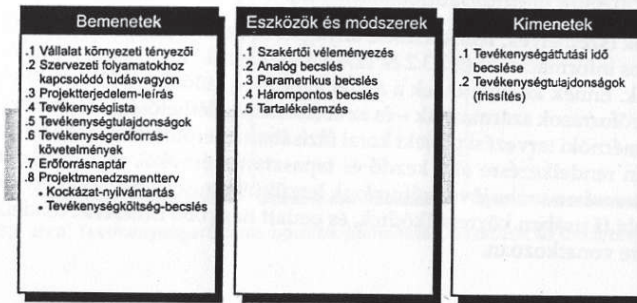 Bemenetek
.1 Vállalat környezeti tényezői
.2 Szervezeti folyamatokhoz
kapcsolódó tudásvagyon
.3 Projektterjedelem-leírás
.4 Tevékenységlista
.5 Tevékenységtulajdonságok
.6 Tevékenységerőforrás-
követelmények
.7 Erőforrásnaptár
.8 Projektmenedzsmentterv
- Kockázat-nyilvántartás
- Tevékenységköltség-becslés
Eszközök és módszerek
.1 Szakértői véleményezés
.2 Analóg becslés
.3 Parametrikus becslés
.4 Hárompontos becslés
.5 Tartalékelemzés
Kimenetek
.1 Tevékenységátfutási idő
becslése
.2 Tevékenységtulajdonságok
(frissítés)